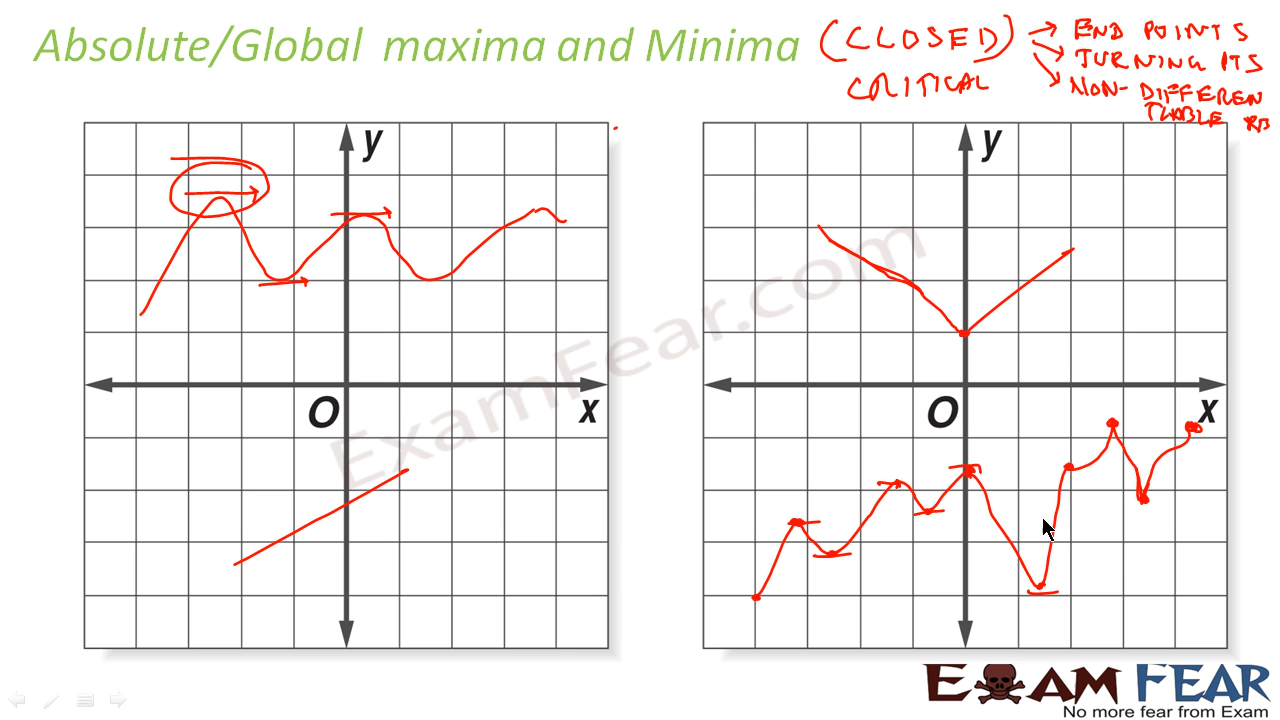 Absolute/Global maxima and Minima (CLOSED) → END POINTS
→ TURNING PTS
CRITICAL → NON-DIFFEREN
TIABLE
y
y
ExamFear.com
O
x
O
x
EXAM FEAR
No more fear from Exam